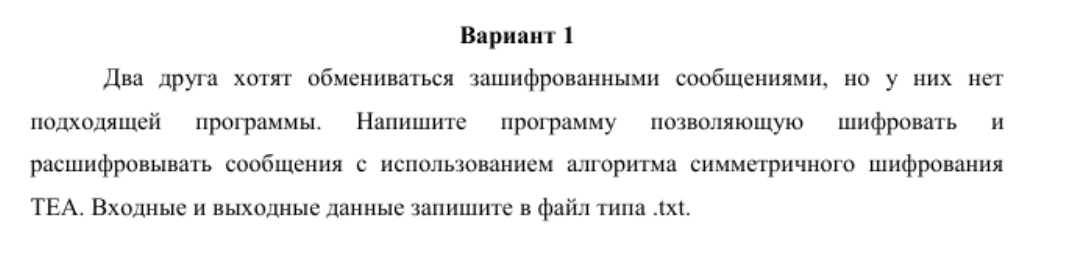 Вариант 1
Два друга хотят обмениваться зашифрованными сообщениями, но у них нет
подходящей программы. Напишите программу позволяющую шифровать и
расшифровывать сообщения с использованием алгоритма симметричного шифрования
TEA. Входные и выходные данные запишите в файл типа .txt.